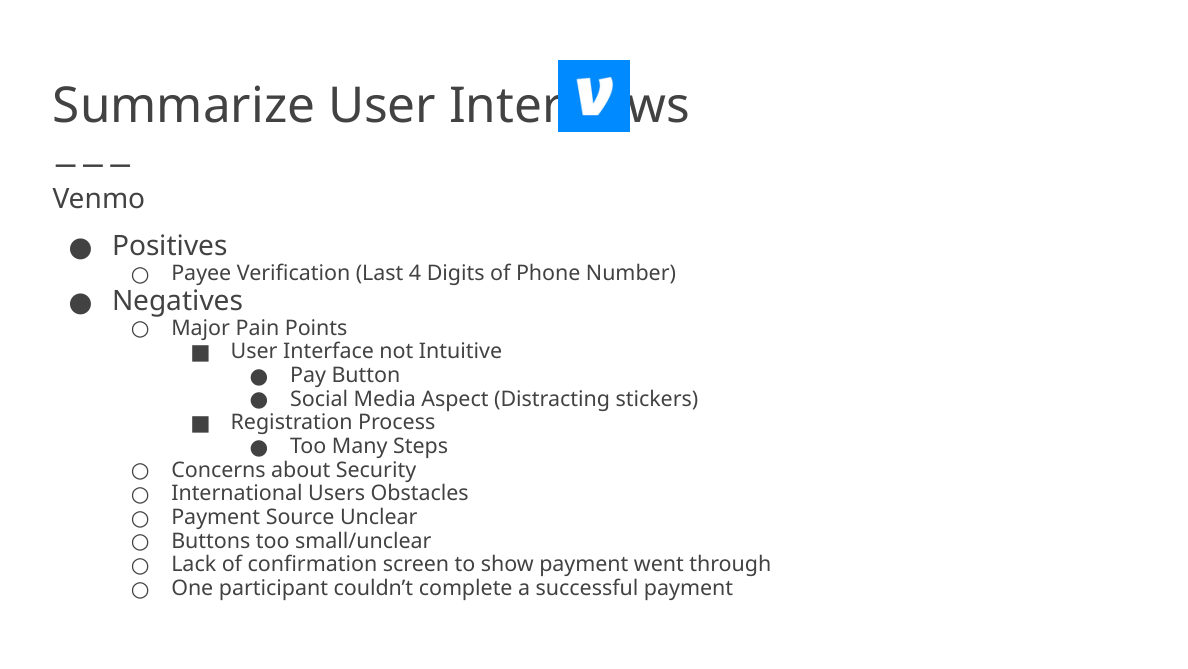 Summarize User Inter ws
———
Venmo
● Positives
○ Payee Verification (Last 4 Digits of Phone Number)
● Negatives
○ Major Pain Points
■ User Interface not Intuitive
● Pay Button
● Social Media Aspect (Distracting stickers)
■ Registration Process
● Too Many Steps
○ Concerns about Security
○ International Users Obstacles
○ Payment Source Unclear
○ Buttons too small/unclear
○ Lack of confirmation screen to show payment went through
○ One participant couldn’t complete a successful payment